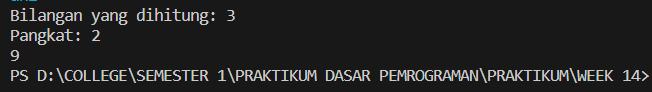 Bilangan yang dihitung: 3
Pangkat: 2
9
PS D:\COLLEGE\SEMESTER 1\PRAKTIKUM DASAR PEMROGRAMAN\PRAKTIKUM\WEEK 14>